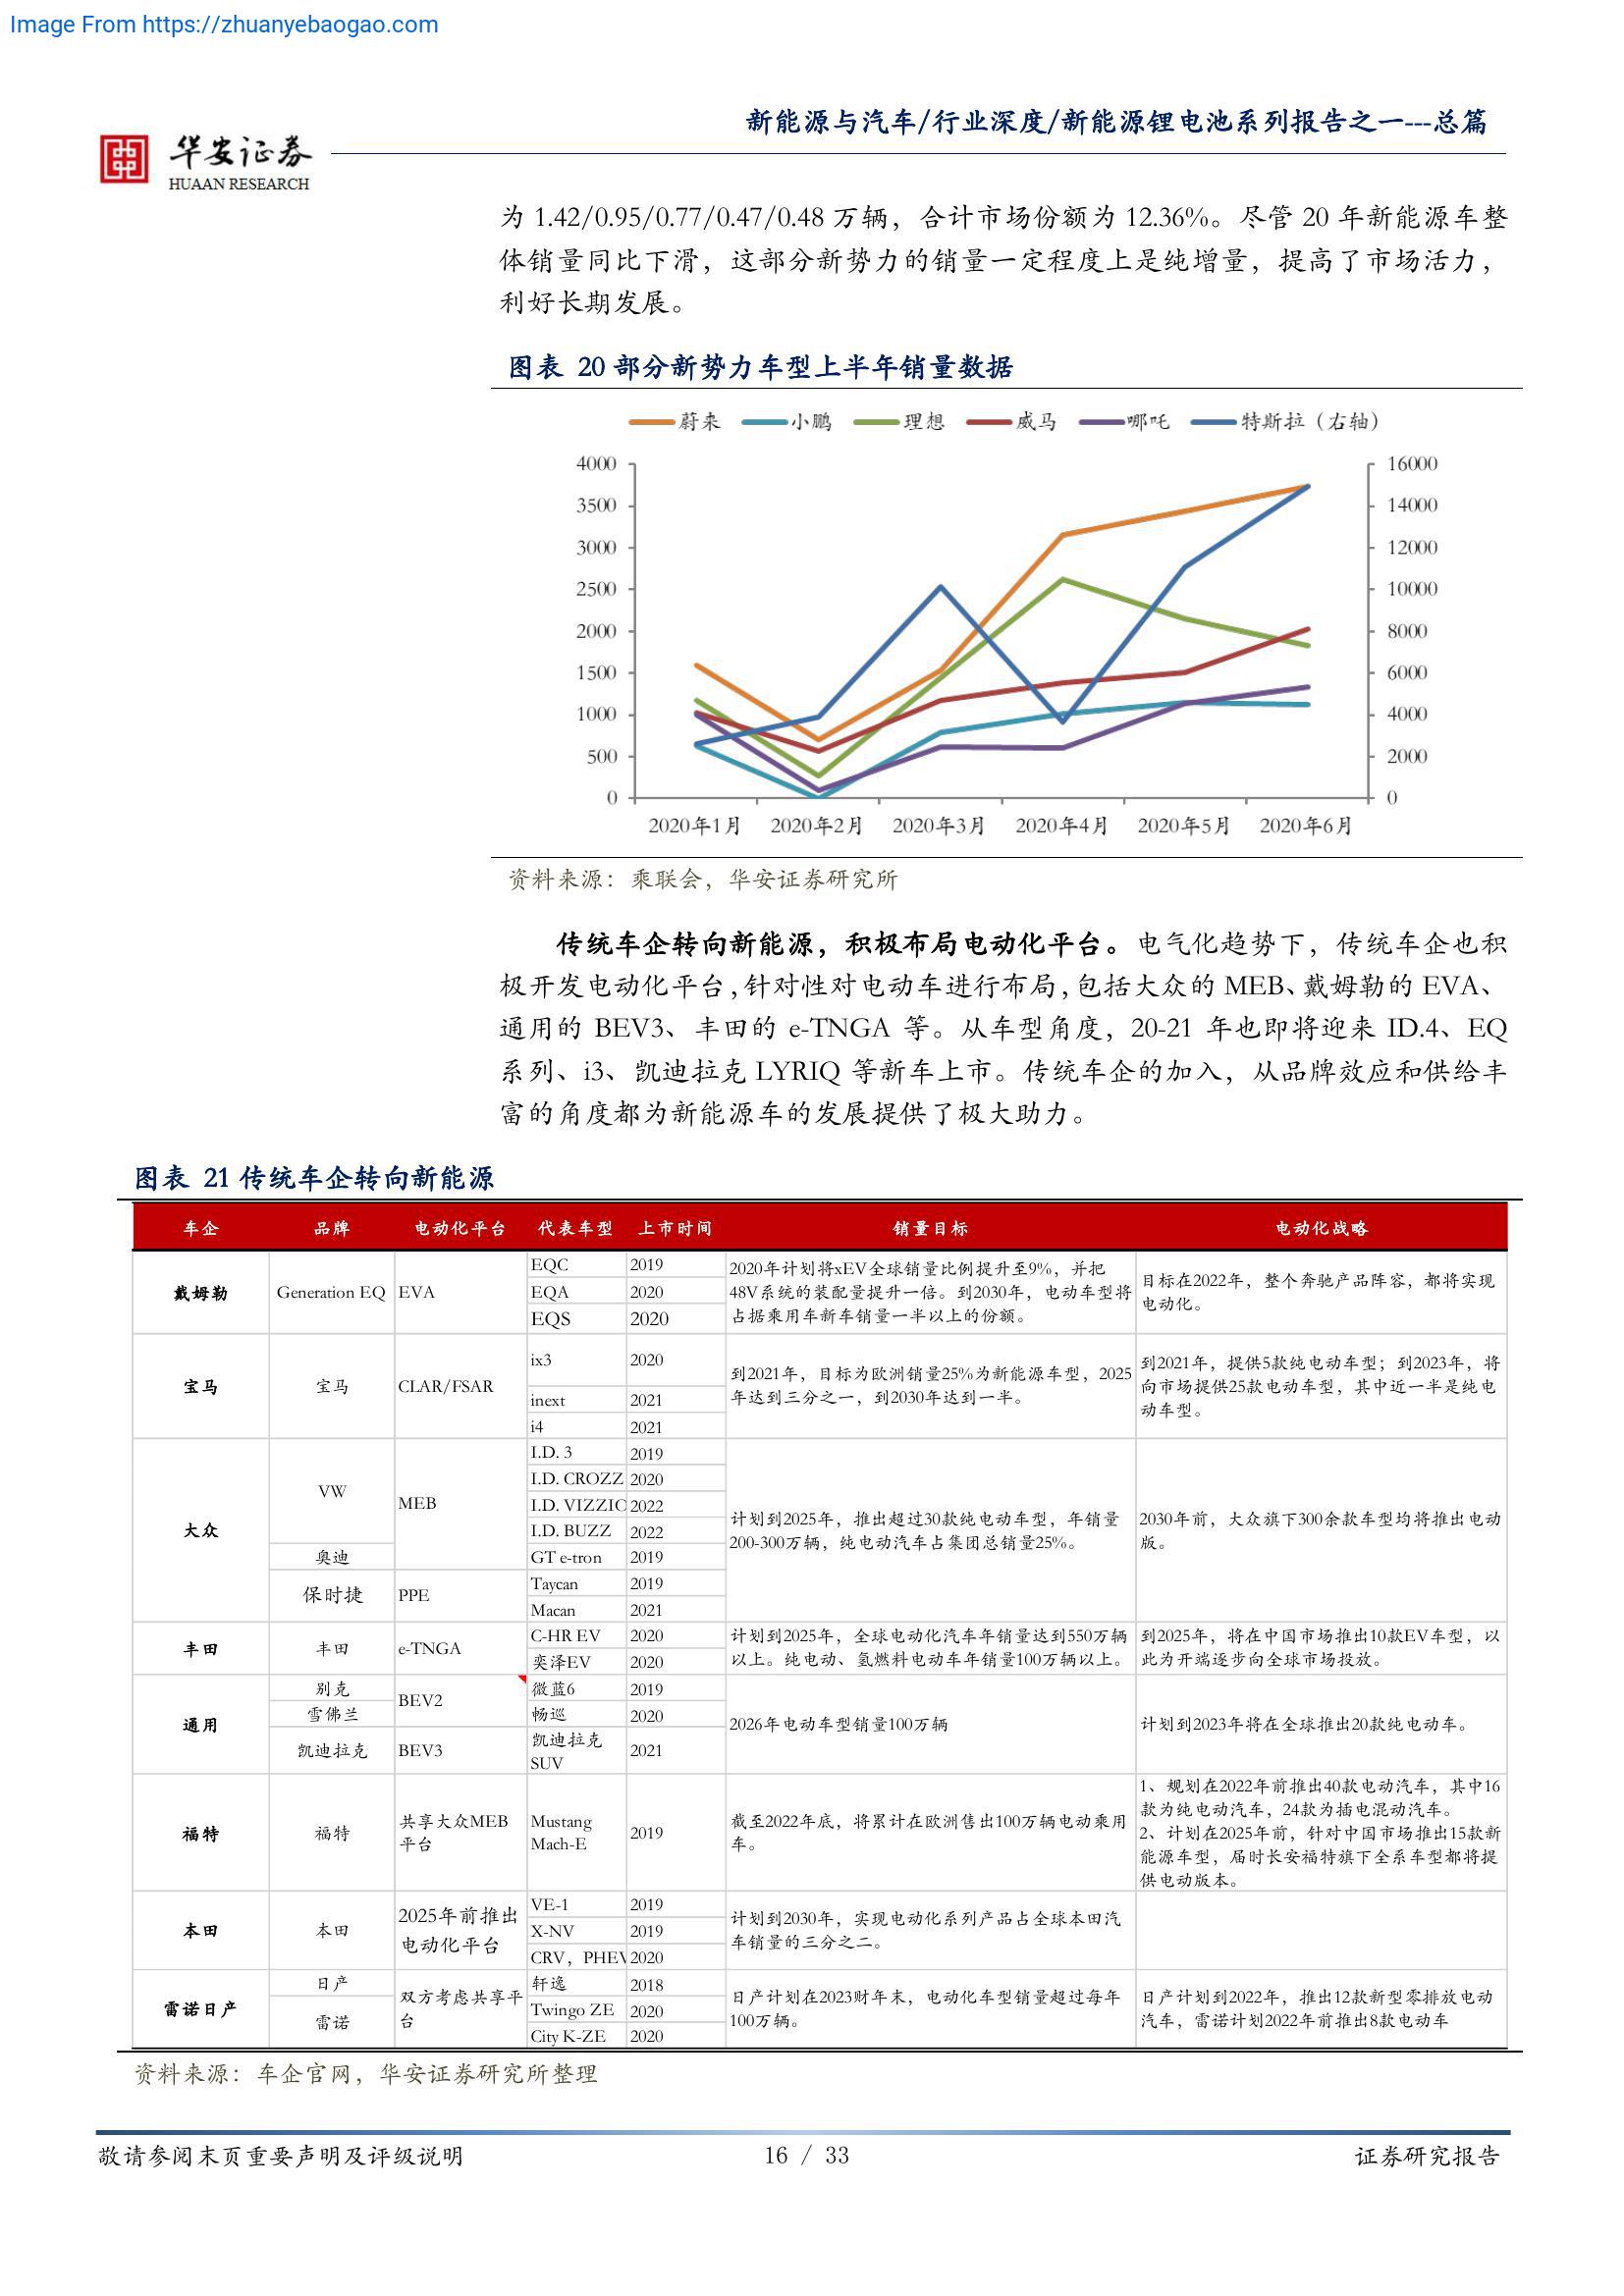 Image From https://zhuanyebaogao.com
新能源与汽车/行业深度/新能源锂电池系列报告之一---总篇
华安证券
HUAAN RESEARCH
为 1.42/0.95/0.77/0.47/0.48 万辆，合计市场份额为 12.36%。尽管 20 年新能源车整
体销量同比下滑，这部分新势力的销量一定程度上是纯增量，提高了市场活力，
利好长期发展。
图表 20 部分新势力车型上半年销量数据
蔚来 小鹏 理想 威马 哪吒 特斯拉（右轴）
4000 16000
3500 14000
3000 12000
2500 10000
2000 8000
1500 6000
1000 4000
500 2000
0 0
2020年1月 2020年2月 2020年3月 2020年4月 2020年5月 2020年6月
资料来源：乘联会，华安证券研究所
传统车企转向新能源，积极布局电动化平台。电气化趋势下，传统车企也积
极开发电动化平台，针对性对电动车进行布局，包括大众的 MEB、戴姆勒的 EVA、
通用的 BEV3、丰田的 e-TNGA 等。从车型角度，20-21 年也即将迎来 ID.4、EQ
系列、i3、凯迪拉克 LYRIQ 等新车上市。传统车企的加入，从品牌效应和供给丰
富的角度都为新能源车的发展提供了极大助力。
图表 21 传统车企转向新能源
车企 品牌 电动化平台 代表车型 上市时间 销量目标 电动化战略
戴姆勒 Generation EQ EVA
EQC 2019
EQA 2020
EQS 2020
2020年计划将xEV全球销量比例提升至9%，并把
48V系统的装配量提升一倍。到2030年，电动车型将
占据乘用车新车销量一半以上的份额。
目标在2022年，整个奔驰产品阵容，都将实现
电动化。
宝马 宝马 CLAR/FSAR
ix3 2020
inext 2021
i4 2021
到2021年，目标为欧洲销量25%为新能源车型，2025
年达到三分之一，到2030年达到一半。
到2021年，提供5款纯电动车型；到2023年，将
向市场提供25款电动车型，其中近一半是纯电
动车型。
大众
VW MEB
I.D. 3 2019
I.D. CROZZ 2020
I.D. VIZZIO 2022
I.D. BUZZ 2022
奥迪 GT e-tron 2019
保时捷 PPE
Taycan 2019
Macan 2021
计划到2025年，推出超过30款纯电动车型，年销量
200-300万辆，纯电动汽车占集团总销量25%。
2030年前，大众旗下300余款车型均将推出电动
版。
丰田 丰田 e-TNGA
C-HR EV 2020
奕泽EV 2020
计划到2025年，全球电动化汽车年销量达到550万辆
以上。纯电动、氢燃料电动车年销量100万辆以上。
到2025年，将在中国市场推出10款EV车型，以
此为开端逐步向全球市场投放。
通用
别克 BEV2 微蓝6 2019
雪佛兰 畅巡 2020
凯迪拉克 BEV3 凯迪拉克
SUV 2021
2026年电动车型销量100万辆
计划到2023年将在全球推出20款纯电动车。
福特 福特
共享大众MEB
平台
Mustang
Mach-E
2019
截至2022年底，将累计在欧洲售出100万辆电动乘用
车。
1、规划在2022年前推出40款电动汽车，其中16
款为纯电动汽车，24款为插电混动汽车。
2、计划在2025年前，针对中国市场推出15款新
能源车型，届时长安福特旗下全系车型都将提
供电动版本。
本田 本田
2025年前推出
电动化平台
VE-1 2019
X-NV 2019
CRV，PHEV 2020
计划到2030年，实现电动化系列产品占全球本田汽
车销量的三分之二。
雷诺日产
日产 轩逸 2018
雷诺
双方考虑共享平
台
Twingo ZE 2020
City K-ZE 2020
日产计划在2023财年末，电动化车型销量超过每年
100万辆。
日产计划到2022年，推出12款新型零排放电动
汽车，雷诺计划2022年前推出8款电动车
资料来源：车企官网，华安证券研究所整理
敬请参阅末页重要声明及评级说明
16 / 33
证券研究报告